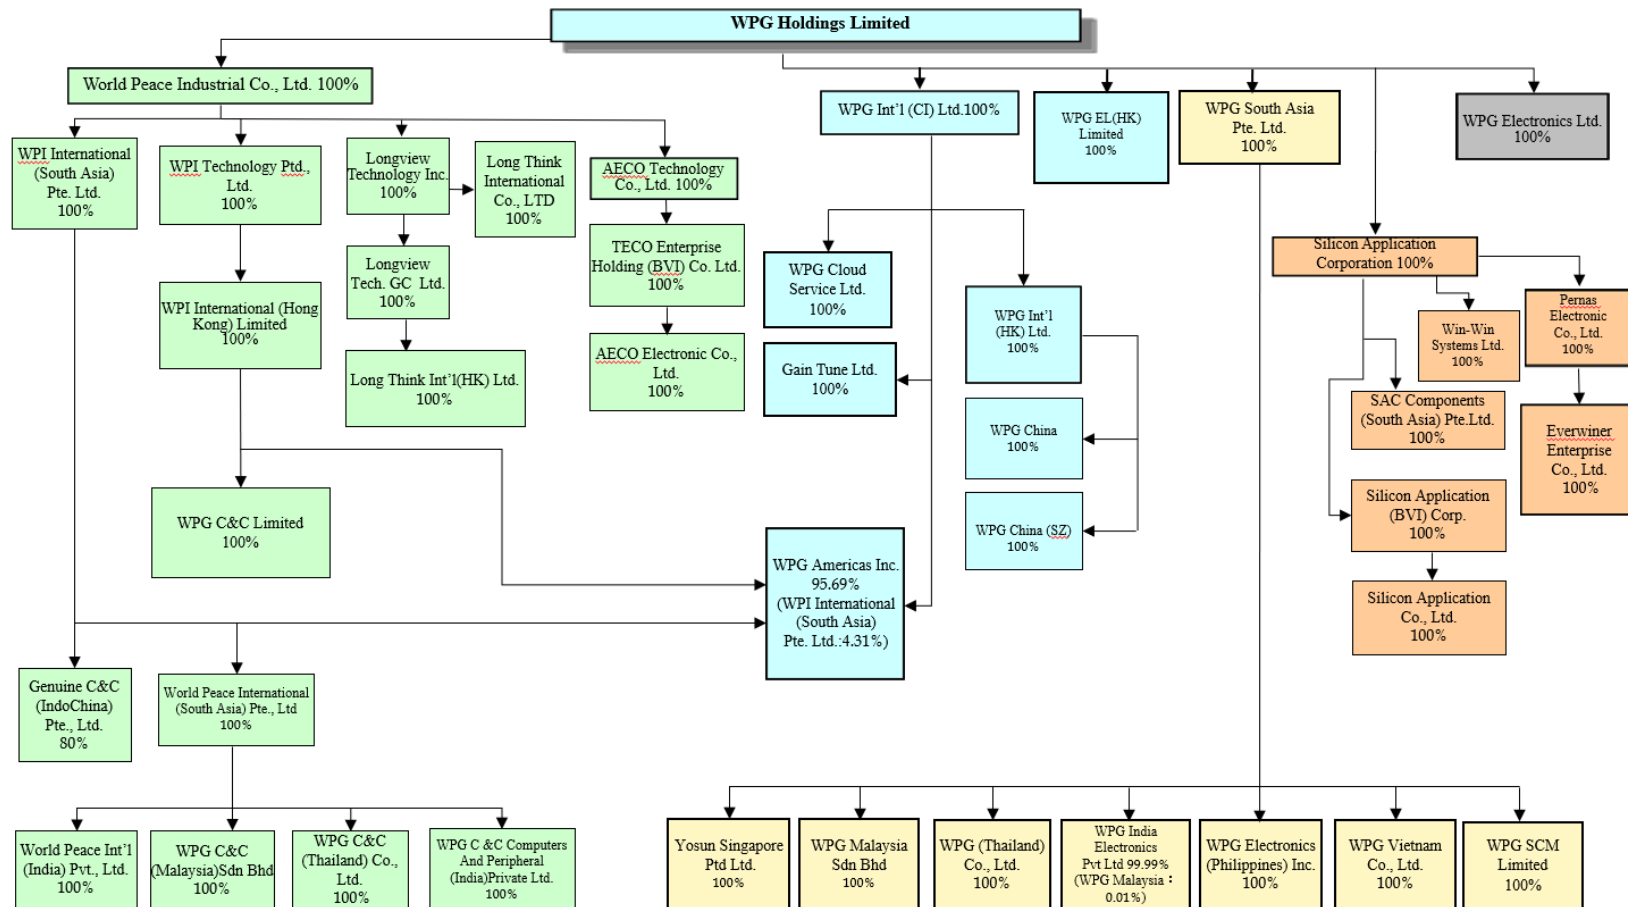 WPG Holdings Limited
World Peace Industrial Co., Ltd. 100%
WPG Int'l (CI) Ltd.100%
WPG EL(HK)
Limited
100%
WPG South Asia
Pte. Ltd.
100%
WPG Electronics Ltd.
100%
WPI International
(South Asia)
Pte. Ltd.
100%
WPI Technology Ptd.,
Ltd.
100%
Longview
Technology Inc.
100%
Long Think
International
Co., LTD
100%
AECO Technology
Co., Ltd. 100%
TECO Enterprise
Holding (BVI) Co. Ltd.
100%
AECO Electronic Co.,
Ltd.
100%
Longview
Tech. GC Ltd.
100%
Long Think Int'l(HK) Ltd.
100%
WPI International (Hong
Kong) Limited
100%
WPG C&C Limited
100%
WPG Cloud
Service Ltd.
100%
Gain Tune Ltd.
100%
WPG Int'l
(HK) Ltd.
100%
WPG China
100%
WPG China (SZ)
100%
WPG Americas Inc.
95.69%
(WPI International
(South Asia)
Pte. Ltd.:4.31%)
Silicon Application
Corporation 100%
Pernas
Electronic
Co., Ltd.
100%
Win-Win
Systems Ltd.
100%
SAC Components
(South Asia) Pte.Ltd.
100%
Everwiner
Enterprise
Co., Ltd.
100%
Silicon Application
(BVI) Corp.
100%
Silicon Application
Co., Ltd.
100%
Genuine C&C
(IndoChina)
Pte., Ltd.
80%
World Peace International
(South Asia) Pte., Ltd
100%
World Peace Int'l
(India) Pvt., Ltd.
100%
WPG C&C
(Malaysia)Sdn Bhd
100%
WPG C&C
(Thailand) Co.,
Ltd.
100%
WPG C &C Computers
And Peripheral
(India)Private Ltd.
100%
Yosun Singapore
Ptd Ltd.
100%
WPG Malaysia
Sdn Bhd
100%
WPG (Thailand)
Co., Ltd.
100%
WPG India
Electronics
Pvt Ltd 99.99%
(WPG Malaysia：
0.01%)
WPG Electronics
(Philippines) Inc.
100%
WPG Vietnam
Co., Ltd.
100%
WPG SCM
Limited
100%